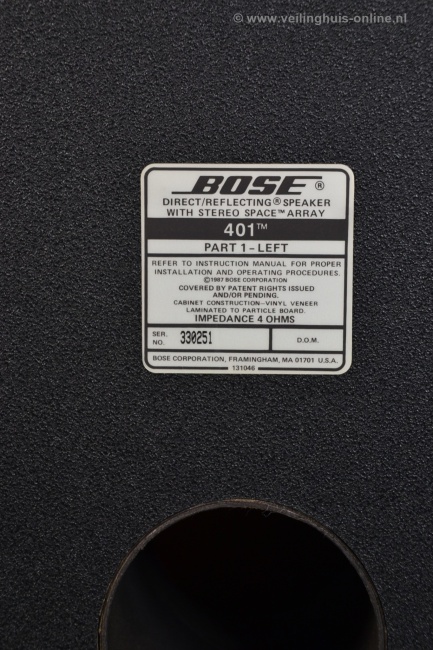 © www.veilinghuis-online.nl
BOSE ®
DIRECT/REFLECTING® SPEAKER
WITH STEREO SPACE™ ARRAY
401™
PART 1 - LEFT
REFER TO INSTRUCTION MANUAL FOR PROPER
INSTALLATION AND OPERATING PROCEDURES.
©1987 BOSE CORPORATION
COVERED BY PATENT RIGHTS ISSUED
AND/OR PENDING.
CABINET CONSTRUCTION—VINYL VENEER
LAMINATED TO PARTICLE BOARD.
IMPEDANCE 4 OHMS
SER. NO. 330251 D.O.M.
BOSE CORPORATION, FRAMINGHAM, MA 01701 U.S.A.
131046